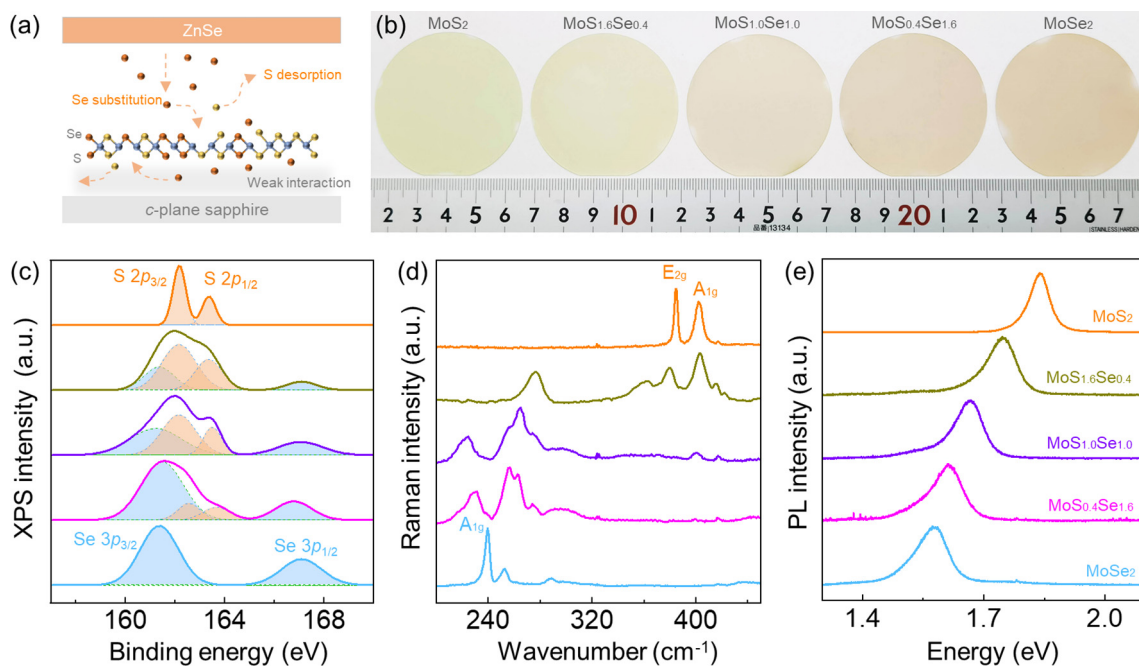 (a)
ZnSe
S desorption
Se substitution
Se
S
Weak interaction
c-plane sapphire
(b)
MoS2 MoS1.6Se0.4 MoS1.0Se1.0 MoS0.4Se1.6 MoSe2
2 3 4 5 6 7 8 9 10 1 2 3 4 5 6 7 8 9 20 1 2 3 4 5 6 7
品番 13134
STAINLESS HARDEN
(c)
S 2p3/2 S 2p1/2
Se 3p3/2 Se 3p1/2
XPS intensity (a.u.)
160 164 168
Binding energy (eV)
(d)
E2g
A1g
A1g
Raman intensity (a.u.)
240 320 400
Wavenumber (cm-1)
(e)
MoS2
MoS1.6Se0.4
MoS1.0Se1.0
MoS0.4Se1.6
MoSe2
PL intensity (a.u.)
1.4 1.7 2.0
Energy (eV)